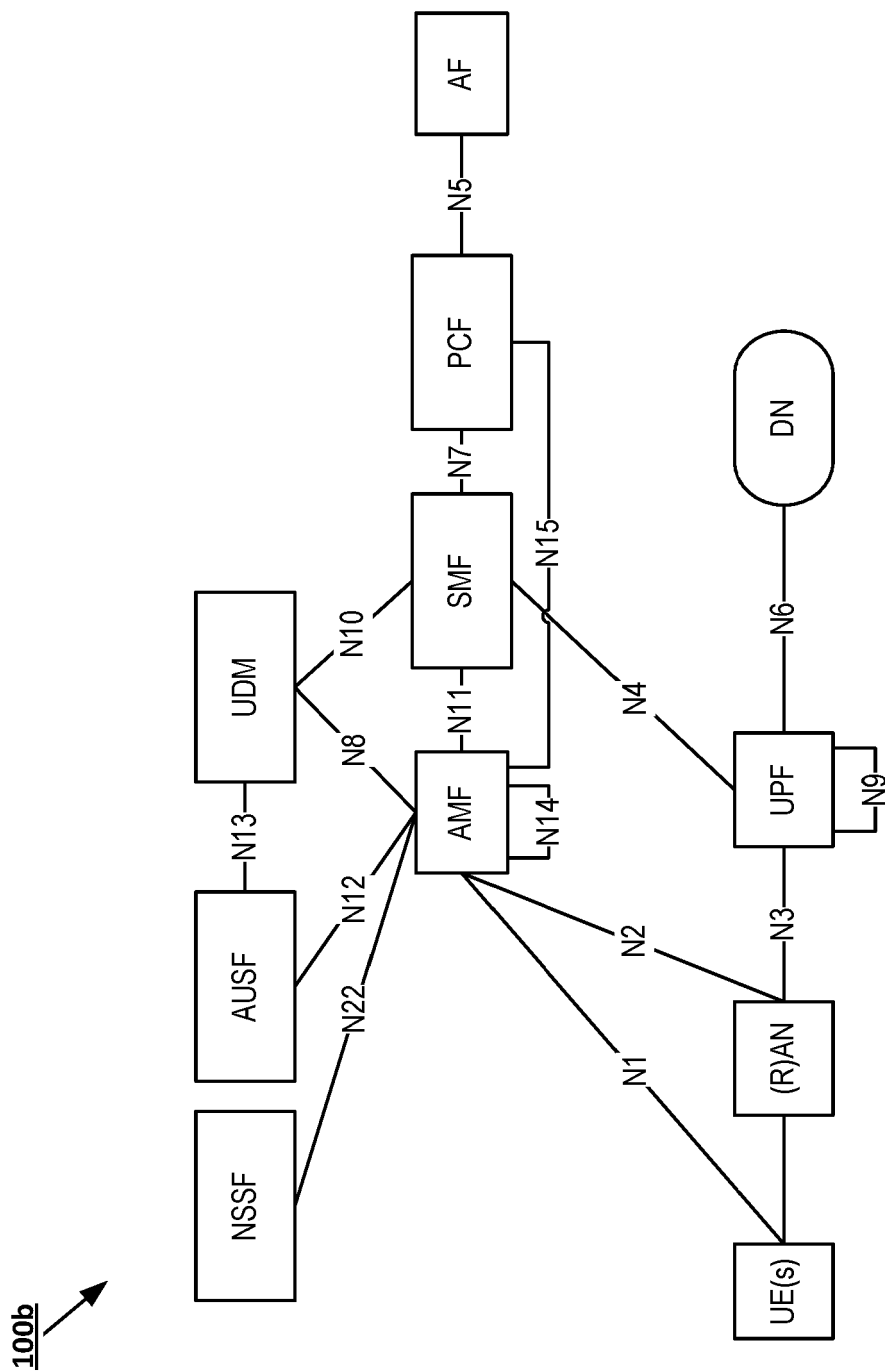 100b
NSSF
AUSF
N13
UDM
N22
N12
N8
N10
AMF
N11
SMF
N7
PCF
N5
AF
N14
N15
N1
N2
N4
UE(s)
(R)AN
N3
UPF
N6
DN
N9